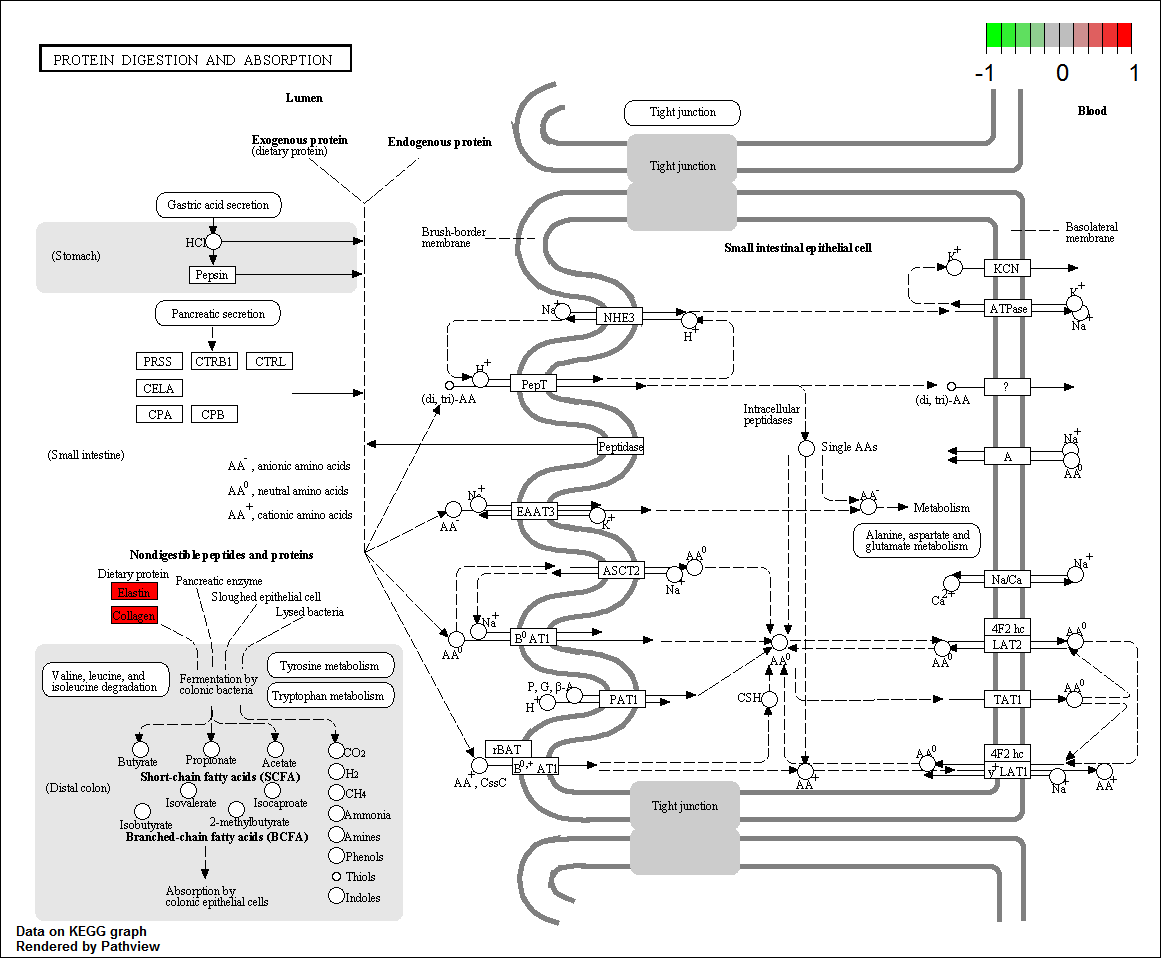 PROTEIN DIGESTION AND ABSORPTION
-1 0 1
Lumen
Blood
Exogenous protein
(dietary protein)
Endogenous protein
Tight junction
Tight junction
Gastric acid secretion
HCl
(Stomach)
Pepsin
Brush-border
membrane
Small intestinal epithelial cell
Basolateral
membrane
K+
KCN
Pancreatic secretion
Na+
NHE3
H+
ATPase
K+
Na+
PRSS
CTRB1
CTRL
CELA
CPA
CPB
H+
PepT
(di, tri)-AA
Intracellular
peptidases
(di, tri)-AA
?
Peptidase
Single AAs
Na+
A
AA0
(Small intestine)
AA- , anionic amino acids
AA0 , neutral amino acids
AA+ , cationic amino acids
Na+
EAAT3
AA-
K+
AA-
Metabolism
Alanine, aspartate and
glutamate metabolism
Nondigestible peptides and proteins
Dietary protein
Elastin
Collagen
Pancreatic enzyme
Sloughed epithelial cell
Lysed bacteria
ASCT2
AA0
Na+
Na/Ca
Na+
Ca2+
Na+
B0 AT1
AA0
AA0
4F2 hc
LAT2
AA0
AA0
Valine, leucine, and
isoleucine degradation
Fermentation by
colonic bacteria
Tyrosine metabolism
Tryptophan metabolism
P, G, β-A
H+
PAT1
CSH
TAT1
AA0
Butyrate
Propionate
Acetate
Short-chain fatty acids (SCFA)
(Distal colon)
Isovalerate
Isocaproate
Isobutyrate
2-methylbutyrate
Branched-chain fatty acids (BCFA)
Absorption by
colonic epithelial cells
CO2
H2
CH4
Ammonia
Amines
Phenols
Thiols
Indoles
rBAT
B0,+ AT1
AA+, CssC
AA+
AA0
4F2 hc
y+LAT1
Na+
AA+
Tight junction
Data on KEGG graph
Rendered by Pathview